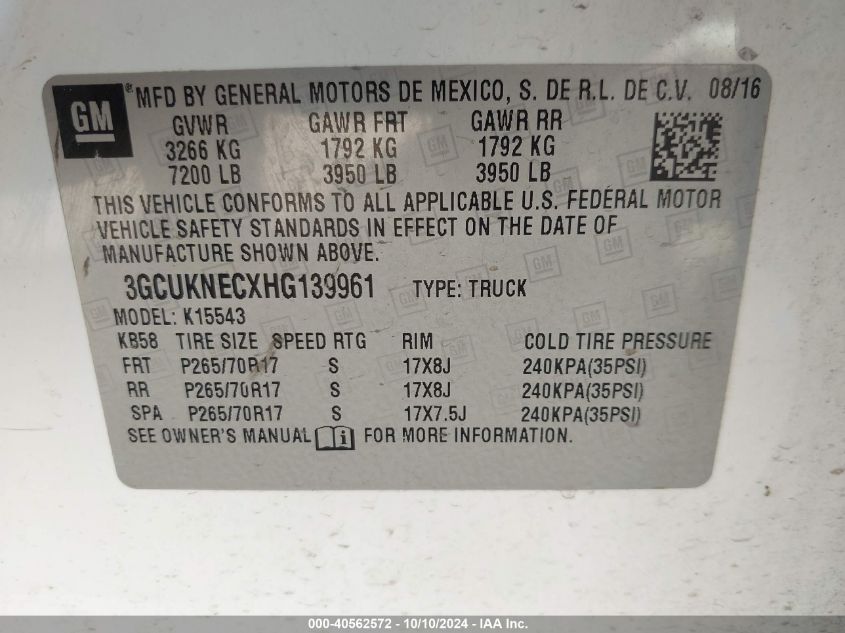 GM ® MFD BY GENERAL MOTORS DE MEXICO, S. DE R.L. DE C.V. 08/16
GVWR GAWR FRT GAWR RR
3266 KG 1792 KG 1792 KG
7200 LB 3950 LB 3950 LB
THIS VEHICLE CONFORMS TO ALL APPLICABLE U.S. FEDERAL MOTOR
VEHICLE SAFETY STANDARDS IN EFFECT ON THE DATE OF
MANUFACTURE SHOWN ABOVE.
3GCUKNECXHG139961 TYPE: TRUCK
MODEL: K15543
KB58 TIRE SIZE SPEED RTG RIM COLD TIRE PRESSURE
FRT P265/70R17 S 17X8J 240KPA(35PSI)
RR P265/70R17 S 17X8J 240KPA(35PSI)
SPA P265/70R17 S 17X7.5J 240KPA(35PSI)
SEE OWNER'S MANUAL i FOR MORE INFORMATION.
000-40562572 - 10/10/2024 - IAA Inc.